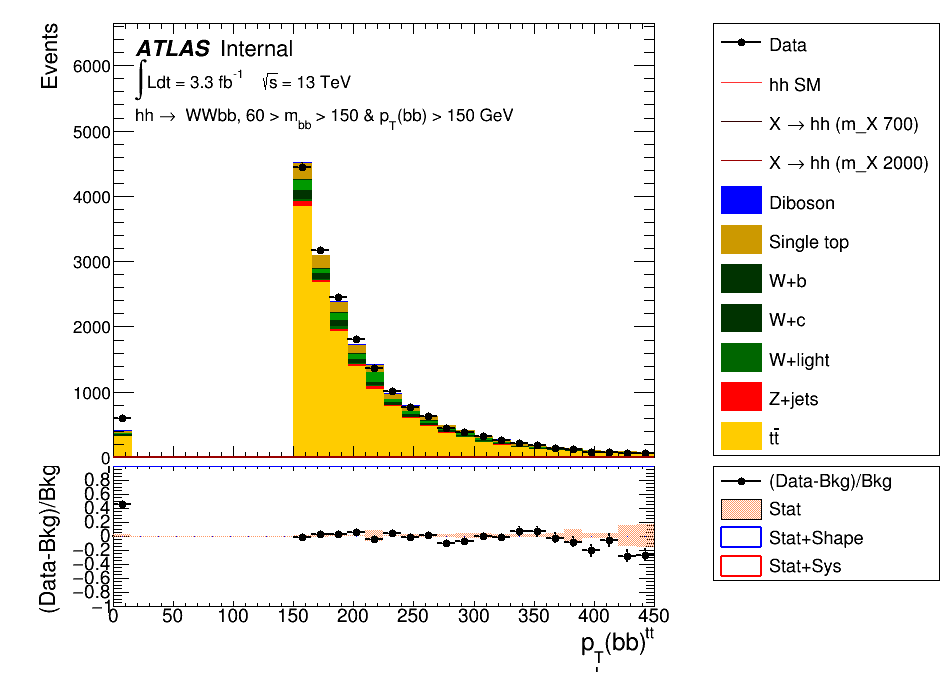 ATLAS Internal
∫Ldt = 3.3 fb⁻¹ √s = 13 TeV
hh → WWbb, 60 > m_bb > 150 & p_T(bb) > 150 GeV
Events
6000
5000
4000
3000
2000
1000
0
Data
hh SM
X → hh (m_X 700)
X → hh (m_X 2000)
Diboson
Single top
W+b
W+c
W+light
Z+jets
tt̄
(Data-Bkg)/Bkg
0.8
0.6
0.4
0.2
0
−0.2
−0.4
−0.6
−0.8
−1
0 50 100 150 200 250 300 350 400 450
p_T(bb)^tt
(Data-Bkg)/Bkg
Stat
Stat+Shape
Stat+Sys